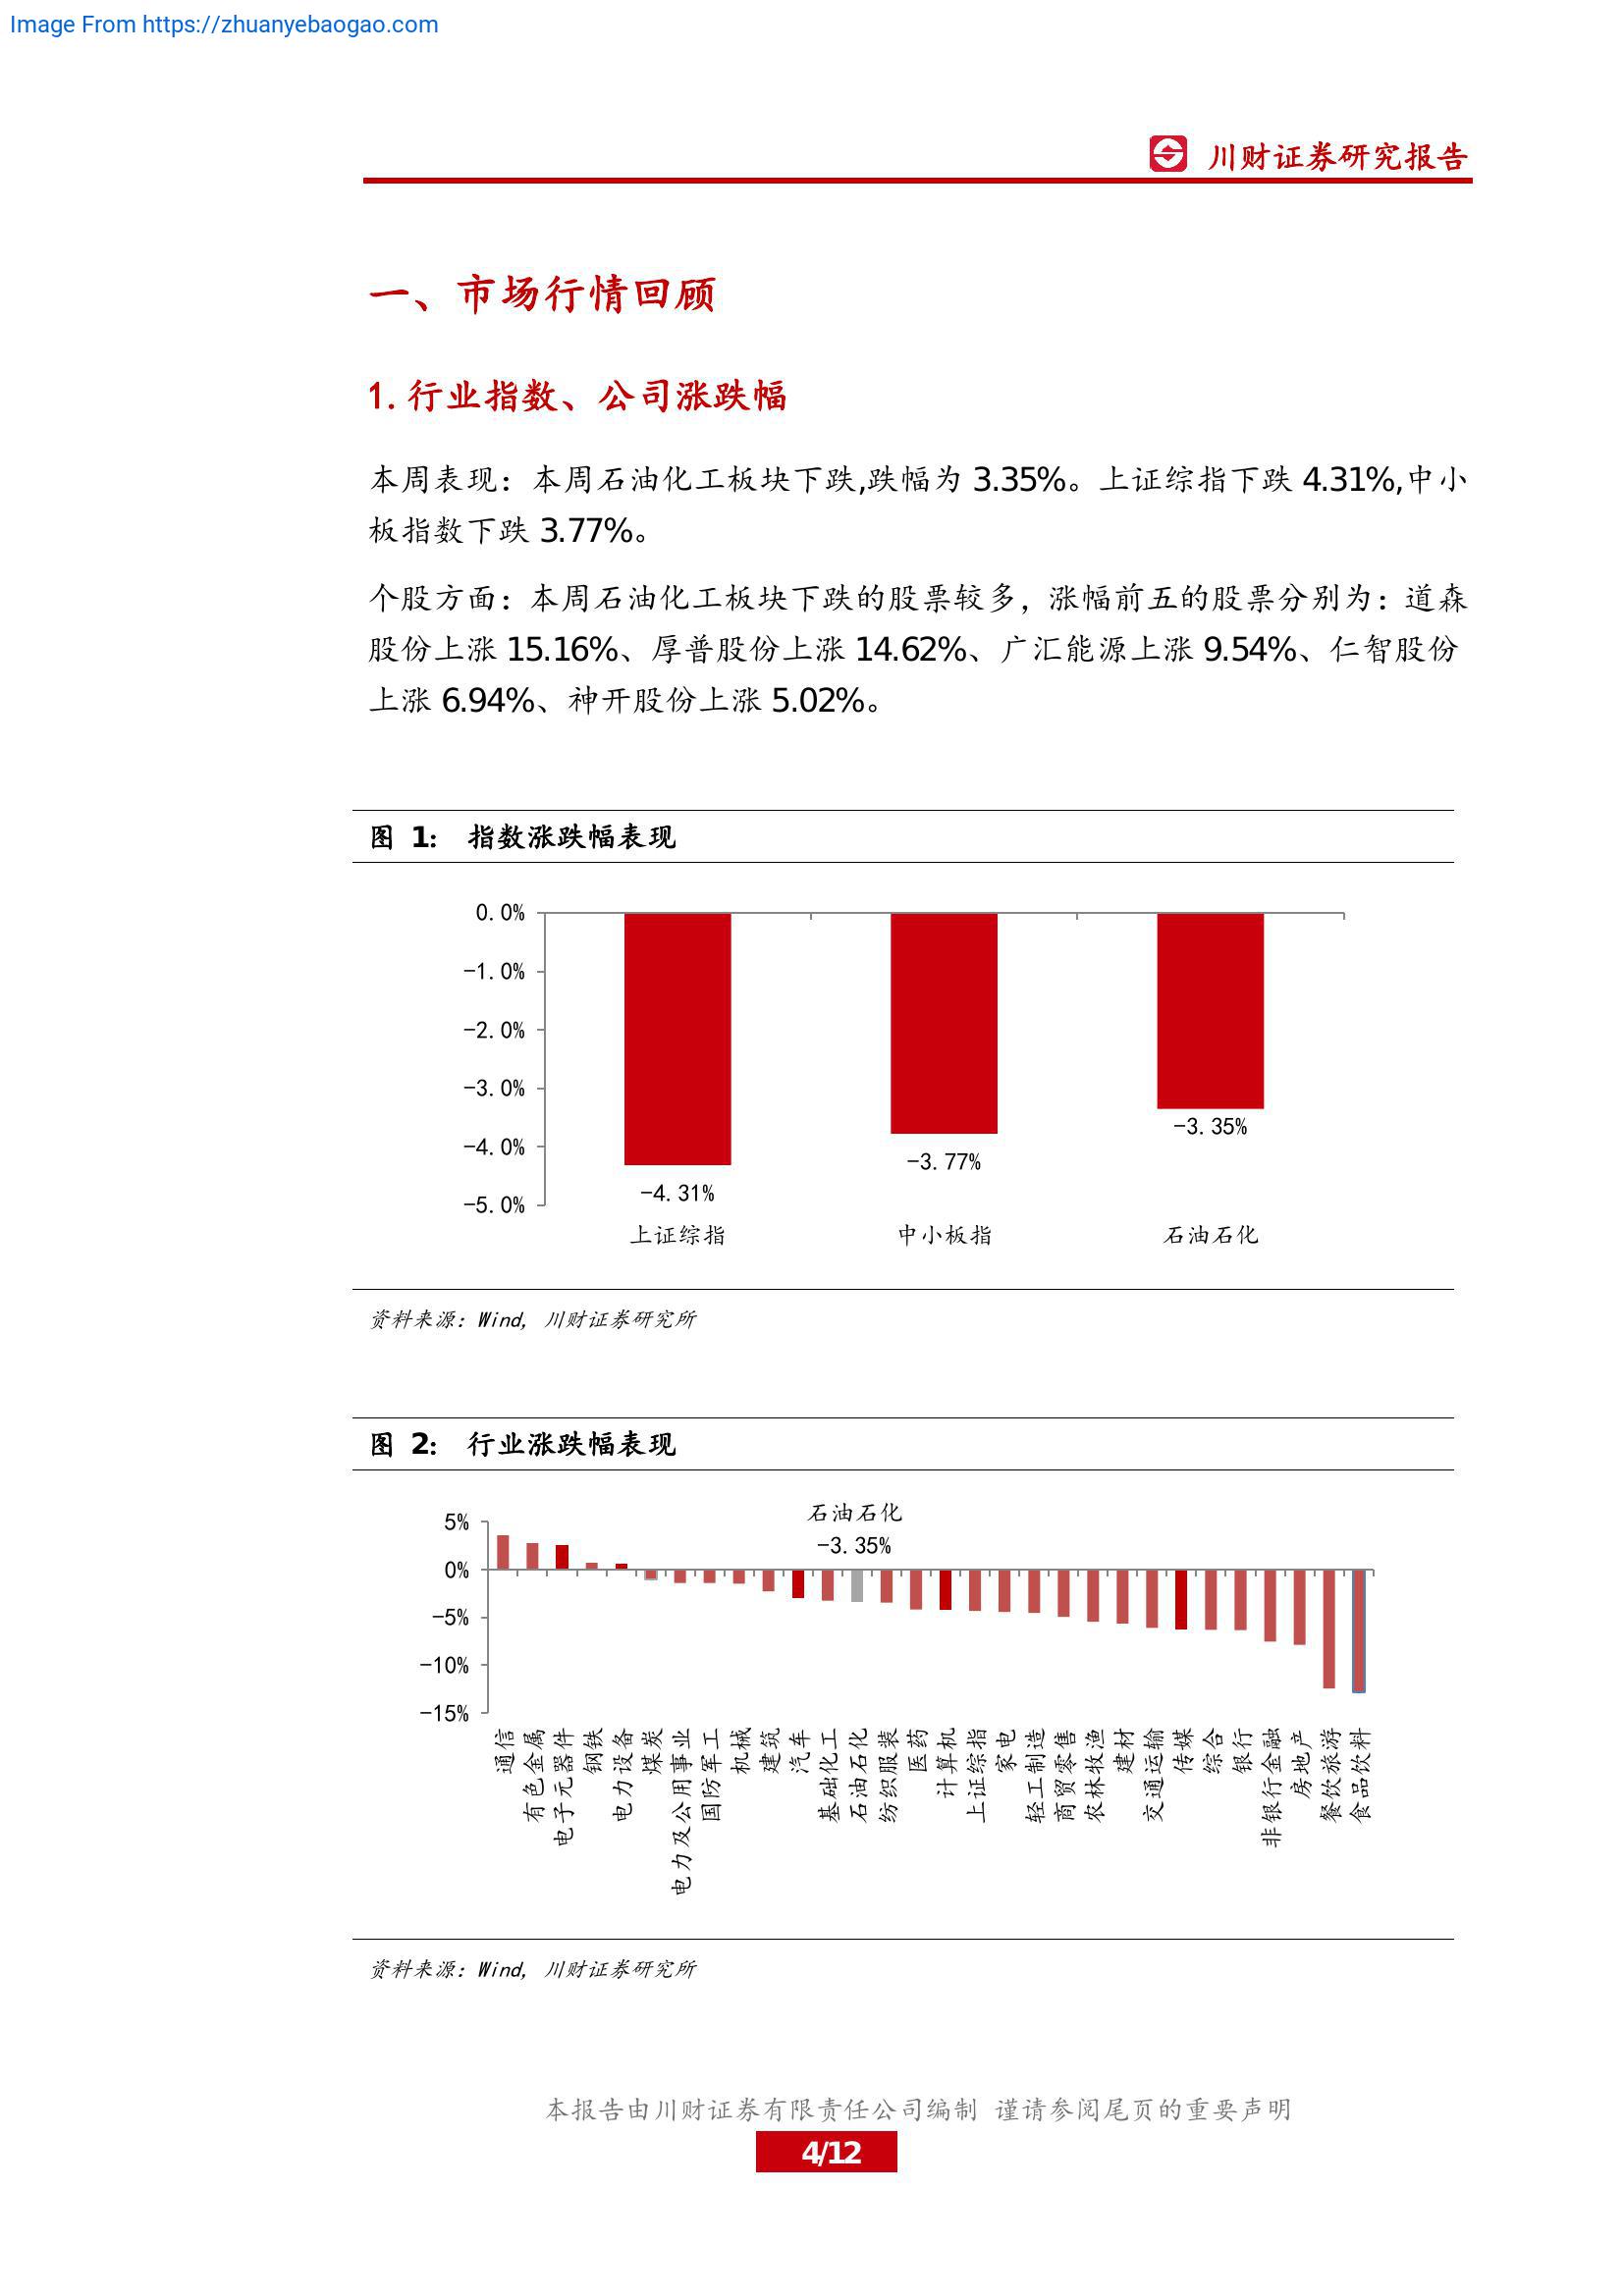 Image From https://zhuanyebaogao.com
川财证券研究报告
一、市场行情回顾
1.行业指数、公司涨跌幅
本周表现：本周石油化工板块下跌,跌幅为 3.35%。上证综指下跌 4.31%,中小
板指数下跌 3.77%。
个股方面：本周石油化工板块下跌的股票较多，涨幅前五的股票分别为：道森
股份上涨 15.16%、厚普股份上涨 14.62%、广汇能源上涨 9.54%、仁智股份
上涨 6.94%、神开股份上涨 5.02%。
图 1： 指数涨跌幅表现
0.0%
-1.0%
-2.0%
-3.0%
-4.0%
-5.0%
-4.31%
-3.77%
-3.35%
上证综指 中小板指 石油石化
资料来源：Wind, 川财证券研究所
图 2： 行业涨跌幅表现
石油石化
-3.35%
5%
0%
-5%
-10%
-15%
通信
有色金属
电子元器件
钢铁
电力设备
煤炭
电力及公用事业
国防军工
机械
建筑
汽车
基础化工
石油石化
纺织服装
医药
计算机
上证综指
家电
轻工制造
商贸零售
农林牧渔
建材
交通运输
传媒
综合
银行
非银行金融
房地产
餐饮旅游
食品饮料
资料来源：Wind, 川财证券研究所
本报告由川财证券有限责任公司编制 谨请参阅尾页的重要声明
4/12